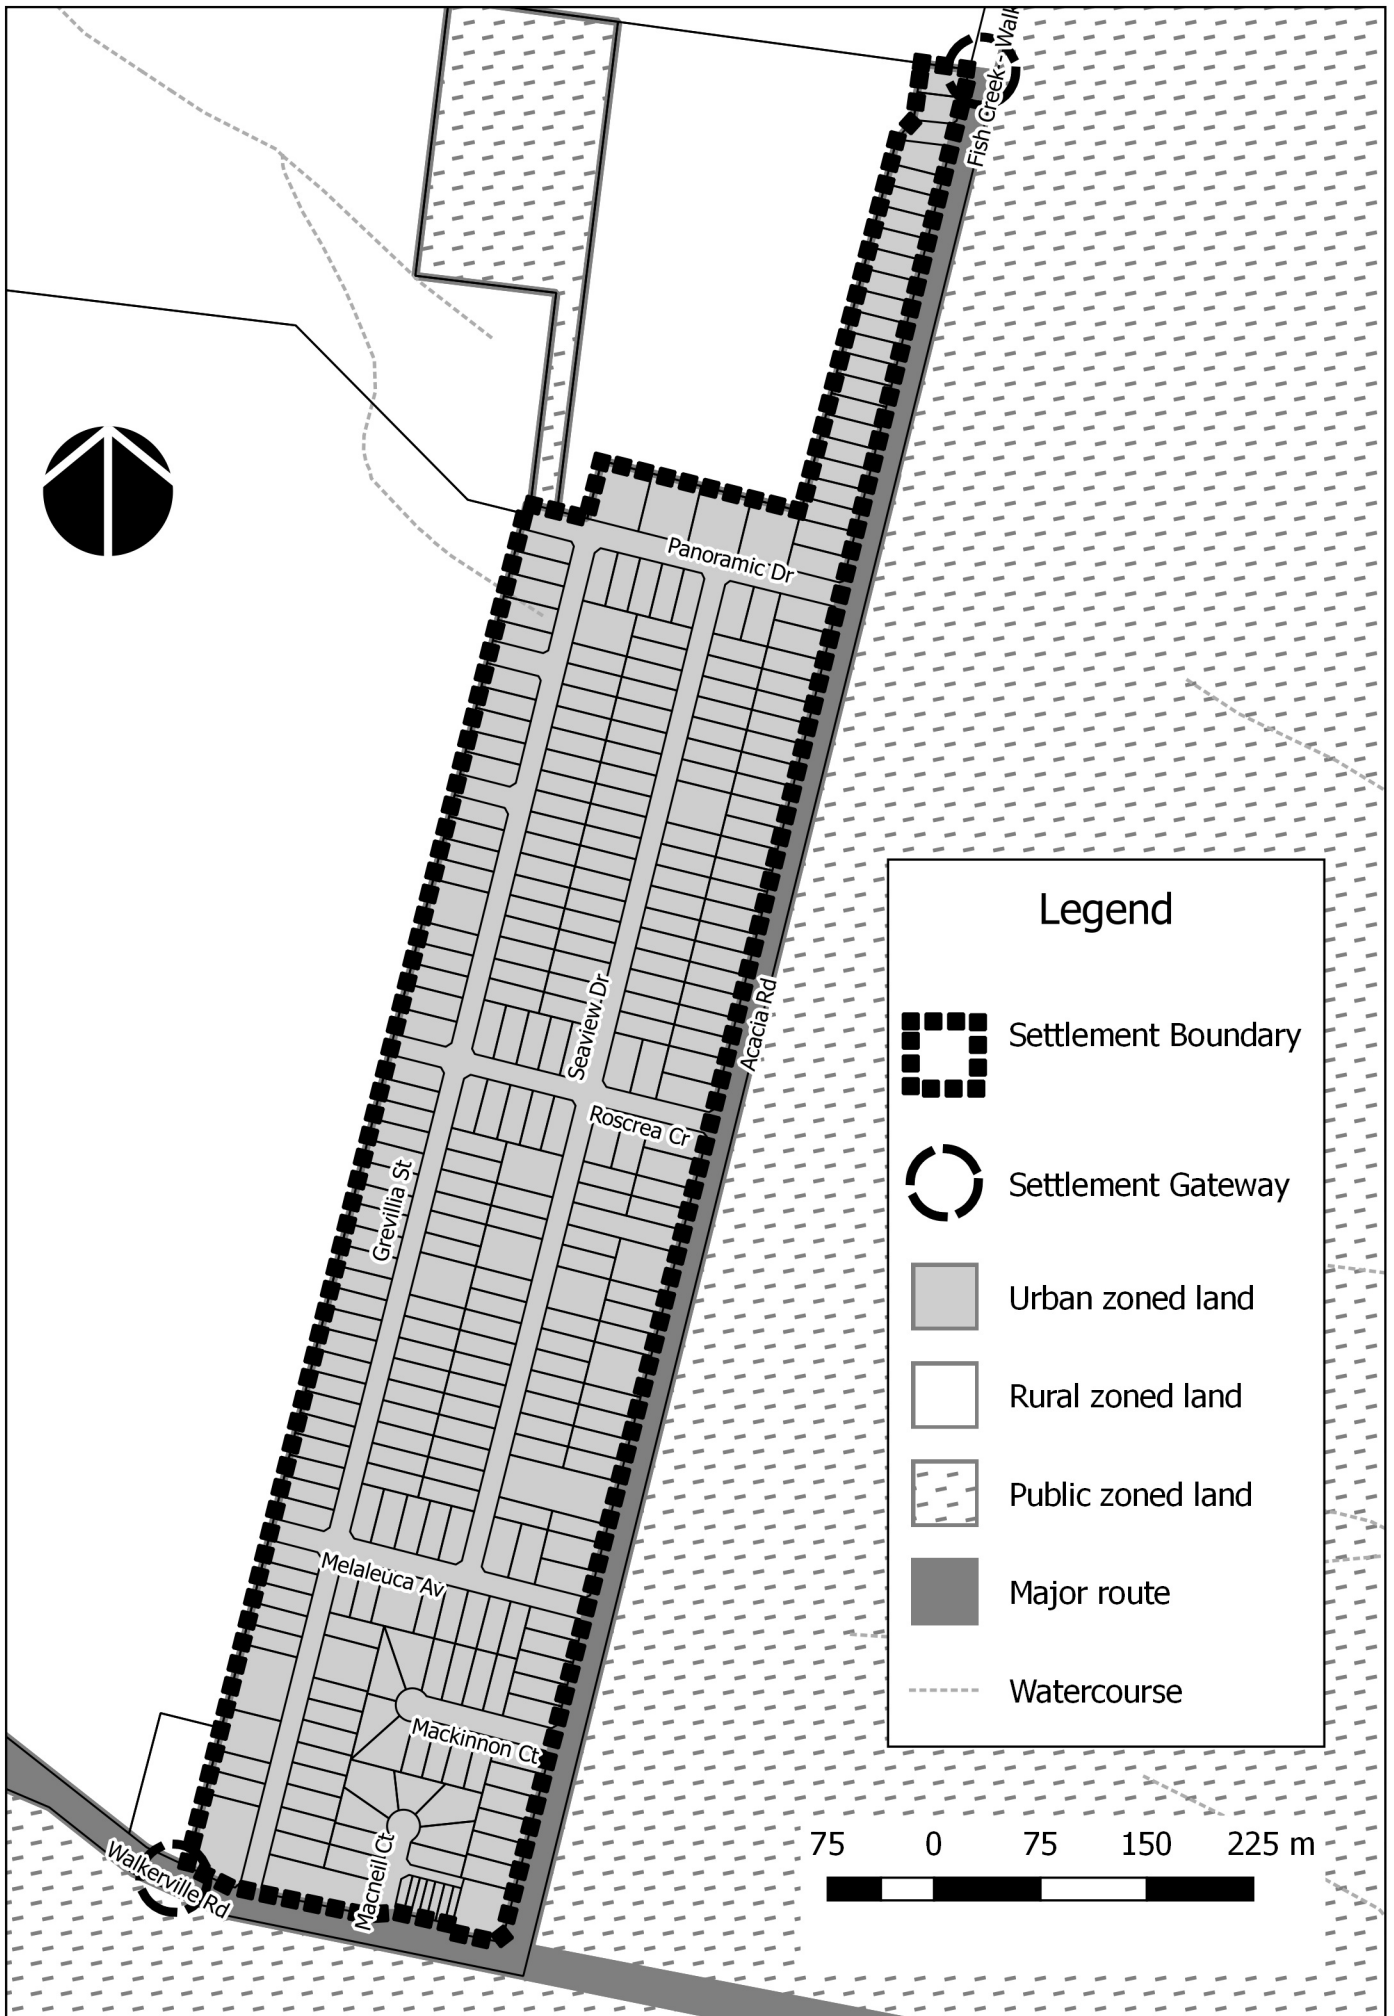 Fish Creek - Walk
Panoramic Dr
Seaview Dr
Acacia Rd
Roscrea Cr
Grevillia St
Melaleuca Av
Mackinnon Ct
Macneil Ct
Walkerville Rd
Legend
Settlement Boundary
Settlement Gateway
Urban zoned land
Rural zoned land
Public zoned land
Major route
Watercourse
75 0 75 150 225 m